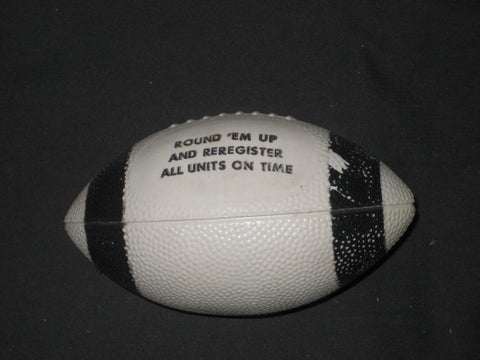 ROUND 'EM UP
AND REREGISTER
ALL UNITS ON TIME